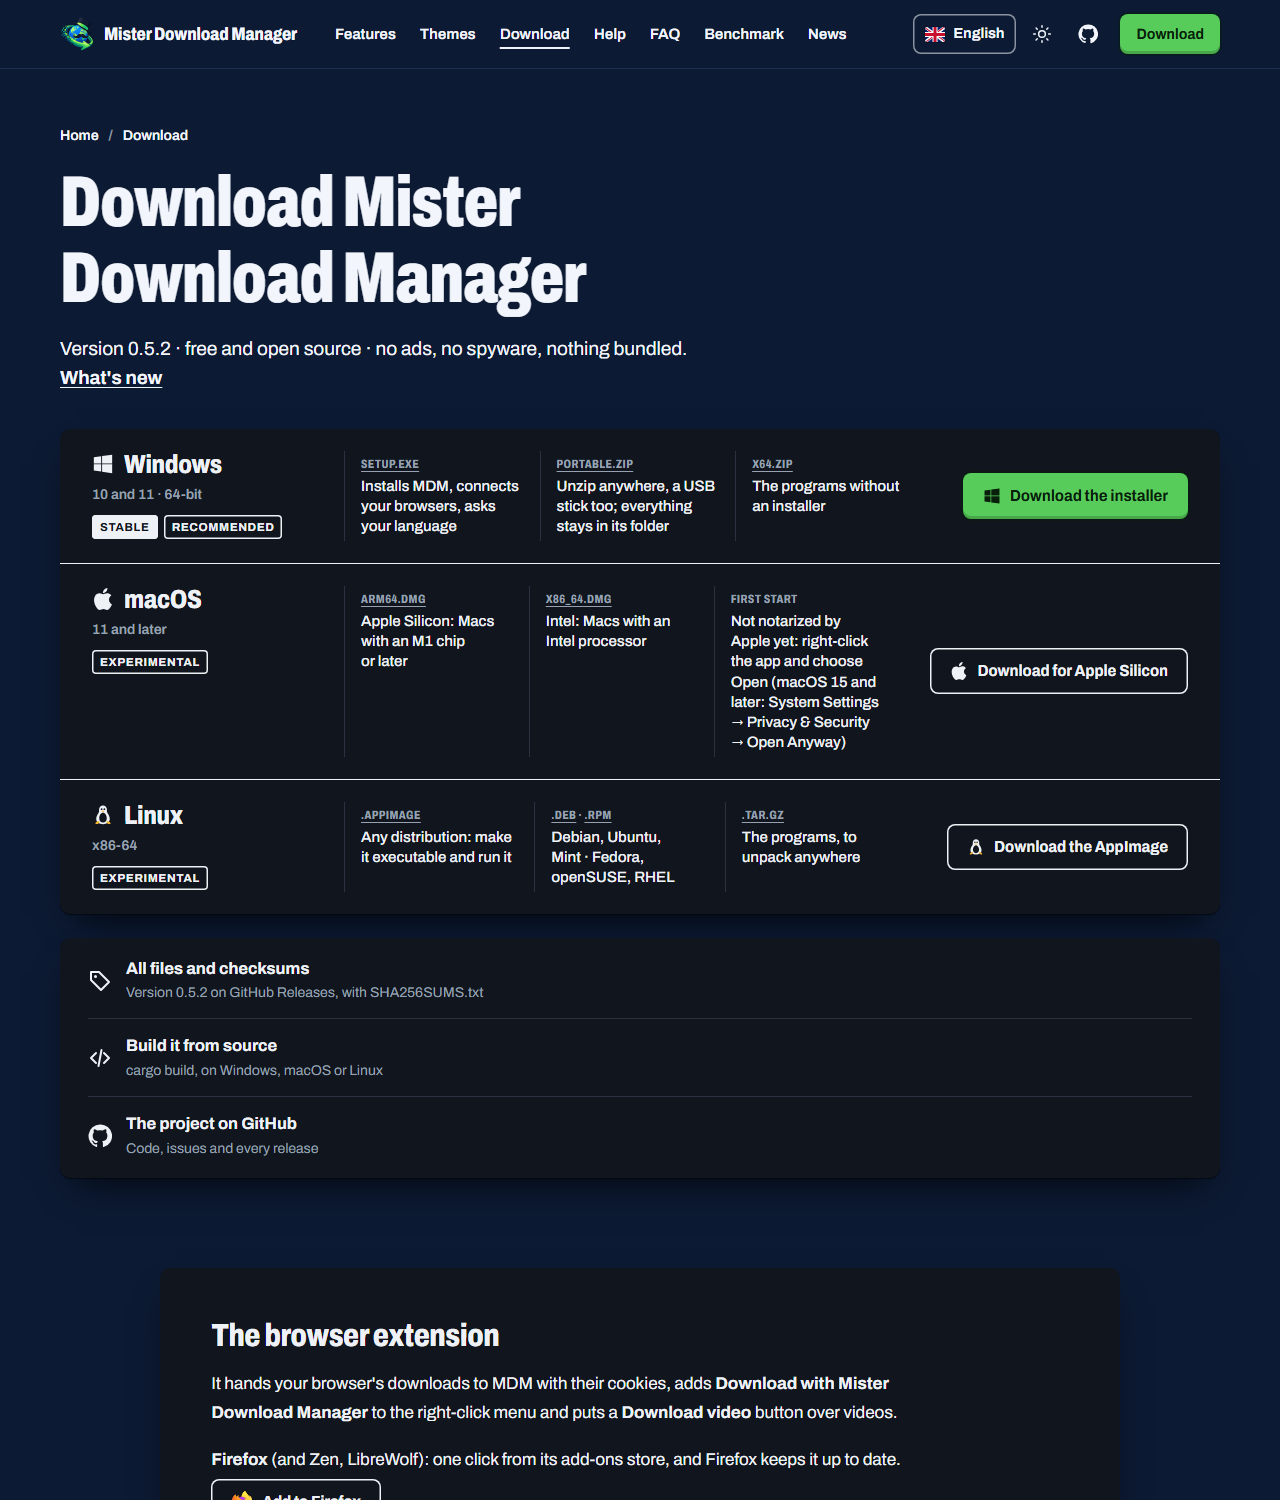 Mister Download Manager
Features
Themes
Download
Help
FAQ
Benchmark
News
English
Download
Home / Download
Download Mister
Download Manager
Version 0.5.2 · free and open source · no ads, no spyware, nothing bundled.
What's new
Windows
10 and 11 · 64-bit
STABLE
RECOMMENDED
SETUP.EXE
Installs MDM, connects
your browsers, asks
your language
PORTABLE.ZIP
Unzip anywhere, a USB
stick too; everything
stays in its folder
X64.ZIP
The programs without
an installer
Download the installer
macOS
11 and later
EXPERIMENTAL
ARM64.DMG
Apple Silicon: Macs
with an M1 chip
or later
X86_64.DMG
Intel: Macs with an
Intel processor
FIRST START
Not notarized by
Apple yet: right-click
the app and choose
Open (macOS 15 and
later: System Settings
→ Privacy & Security
→ Open Anyway)
Download for Apple Silicon
Linux
x86-64
EXPERIMENTAL
.APPIMAGE
Any distribution: make
it executable and run it
.DEB · .RPM
Debian, Ubuntu,
Mint · Fedora,
openSUSE, RHEL
.TAR.GZ
The programs, to
unpack anywhere
Download the AppImage
All files and checksums
Version 0.5.2 on GitHub Releases, with SHA256SUMS.txt
Build it from source
cargo build, on Windows, macOS or Linux
The project on GitHub
Code, issues and every release
The browser extension
It hands your browser's downloads to MDM with their cookies, adds Download with Mister
Download Manager to the right-click menu and puts a Download video button over videos.
Firefox (and Zen, LibreWolf): one click from its add-ons store, and Firefox keeps it up to date.
Add to Firefox